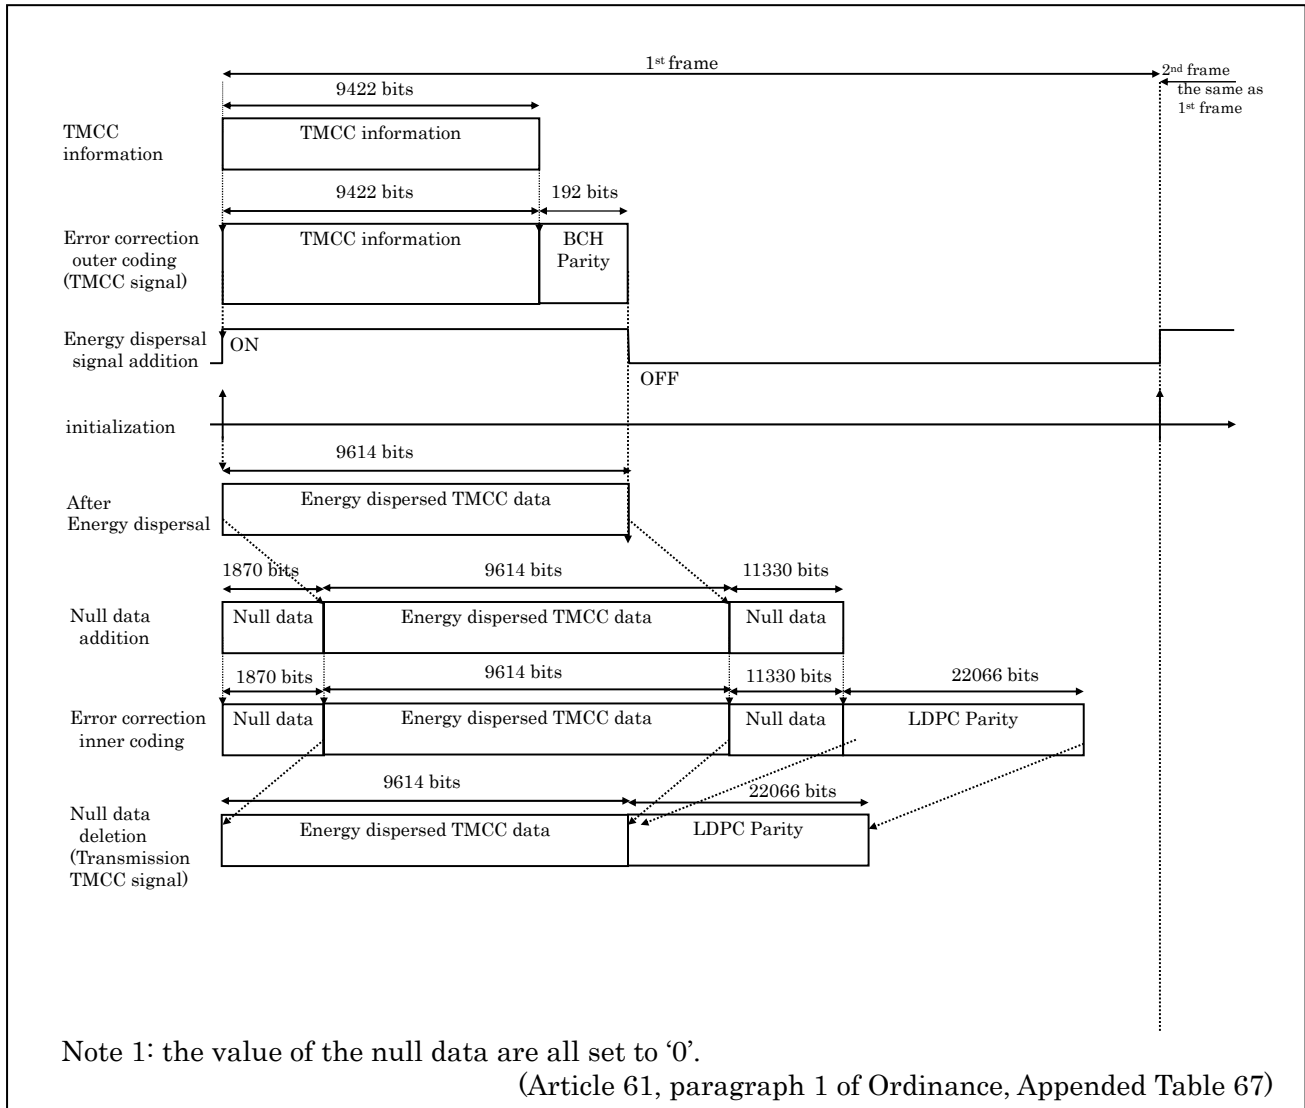 1st frame
2nd frame
the same as
1st frame
9422 bits
TMCC
information
TMCC information
9422 bits
192 bits
Error correction
outer coding
(TMCC signal)
TMCC information
BCH
Parity
Energy dispersal
signal addition
ON
OFF
initialization
9614 bits
After
Energy dispersal
Energy dispersed TMCC data
1870 bits
9614 bits
11330 bits
Null data
addition
Null data
Energy dispersed TMCC data
Null data
1870 bits
9614 bits
11330 bits
22066 bits
Error correction
inner coding
Null data
Energy dispersed TMCC data
Null data
LDPC Parity
9614 bits
22066 bits
Null data
deletion
(Transmission
TMCC signal)
Energy dispersed TMCC data
LDPC Parity
Note 1: the value of the null data are all set to ‘0’.
(Article 61, paragraph 1 of Ordinance, Appended Table 67)